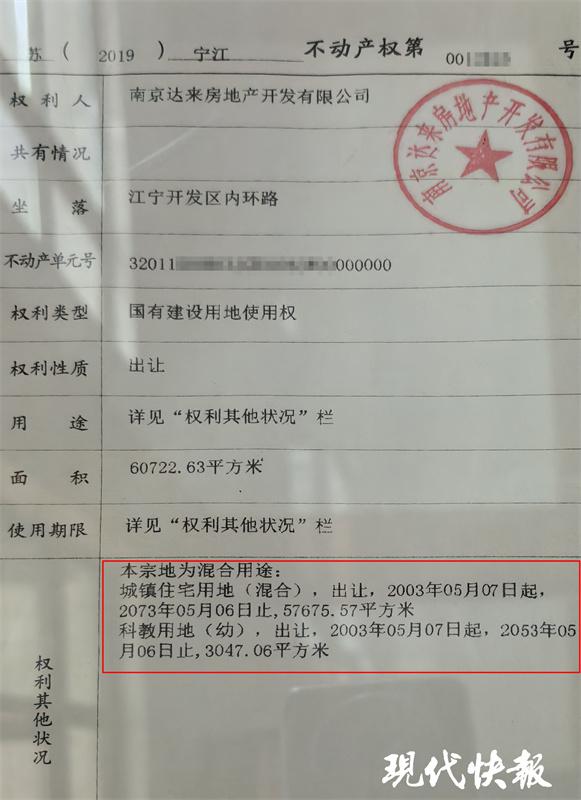 苏 ( 2019 ) 宁江 不动产权第 00 号
权利人 南京达来房地产开发有限公司
共有情况
坐落 江宁开发区内环路
不动产单元号 32011 000000
权利类型 国有建设用地使用权
权利性质 出让
用途 详见“权利其他状况”栏
面积 60722.63平方米
使用期限 详见“权利其他状况”栏
权利其他状况
本宗地为混合用途:
城镇住宅用地(混合),出让,2003年05月07日起,
2073年05月06日止,57675.57平方米
科教用地(幼),出让,2003年05月07日起,2053年05
月06日止,3047.06平方米
南京达来房地产开发有限公司
现代快報